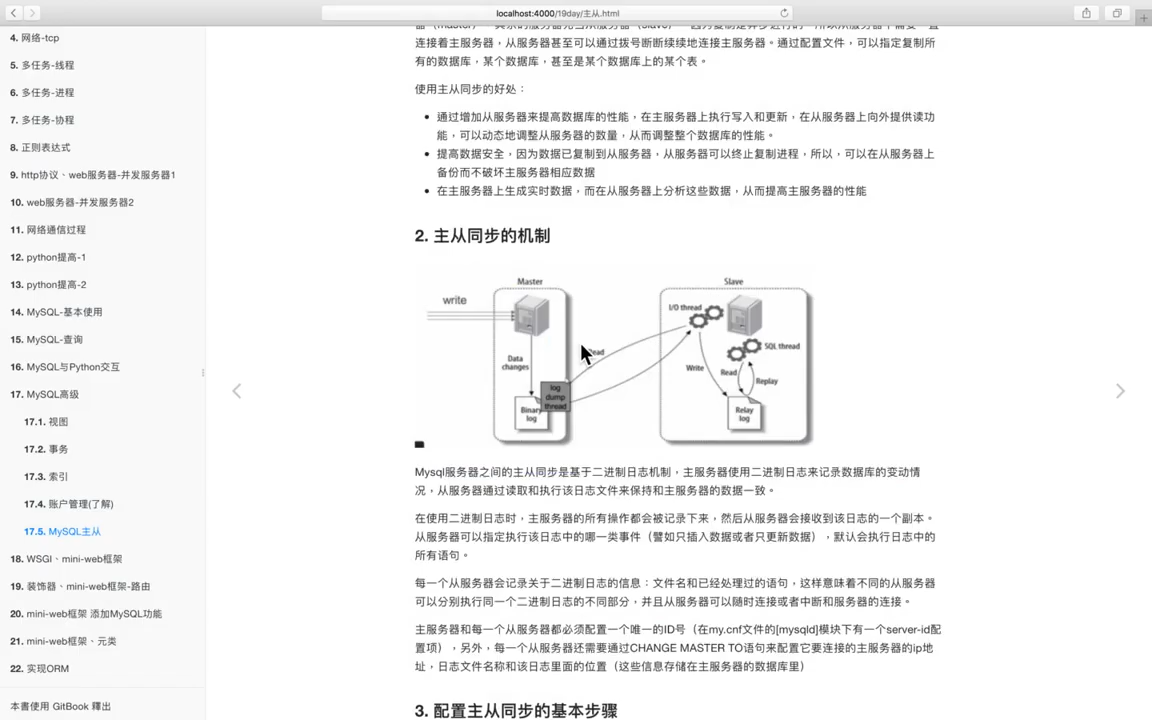 localhost:4000/19day/主从.html
4. 网络-tcp
5. 多任务-线程
6. 多任务-进程
7. 多任务-协程
8. 正则表达式
9. http协议、web服务器-并发服务器1
10. web服务器-并发服务器2
11. 网络通信过程
12. python提高-1
13. python提高-2
14. MySQL-基本使用
15. MySQL-查询
16. MySQL与Python交互
17. MySQL高级
17.1. 视图
17.2. 事务
17.3. 索引
17.4. 账户管理(了解)
17.5. MySQL主从
18. WSGI、mini-web框架
19. 装饰器、mini-web框架-路由
20. mini-web框架 添加MySQL功能
21. mini-web框架、元类
22. 实现ORM
本書使用 GitBook 釋出
连接着主服务器，从服务器甚至可以通过拨号断断续续地连接主服务器。通过配置文件，可以指定复制所
有的数据库，某个数据库，甚至是某个数据库上的某个表。
使用主从同步的好处：
通过增加从服务器来提高数据库的性能，在主服务器上执行写入和更新，在从服务器上向外提供读功
能，可以动态地调整从服务器的数量，从而调整整个数据库的性能。
提高数据安全，因为数据已复制到从服务器，从服务器可以终止复制进程，所以，可以在从服务器上
备份而不破坏主服务器相应数据
在主服务器上生成实时数据，而在从服务器上分析这些数据，从而提高主服务器的性能
2. 主从同步的机制
Master
write
Data
changes
log
dump
thread
Binary
log
Slave
I/O thread
SQL thread
Write
Read
Replay
Relay
log
Mysql服务器之间的主从同步是基于二进制日志机制，主服务器使用二进制日志来记录数据库的变动情
况，从服务器通过读取和执行该日志文件来保持和主服务器的数据一致。
在使用二进制日志时，主服务器的所有操作都会被记录下来，然后从服务器会接收到该日志的一个副本。
从服务器可以指定执行该日志中的哪一类事件（譬如只插入数据或者只更新数据），默认会执行日志中的
所有语句。
每一个从服务器会记录关于二进制日志的信息：文件名和已经处理过的语句，这样意味着不同的从服务器
可以分别执行同一个二进制日志的不同部分，并且从服务器可以随时连接或者中断和服务器的连接。
主服务器和每一个从服务器都必须配置一个唯一的ID号（在my.cnf文件的[mysqld]模块下有一个server-id配
置项），另外，每一个从服务器还需要通过CHANGE MASTER TO语句来配置它要连接的主服务器的ip地
址，日志文件名称和该日志里面的位置（这些信息存储在主服务器的数据库里）
3. 配置主从同步的基本步骤